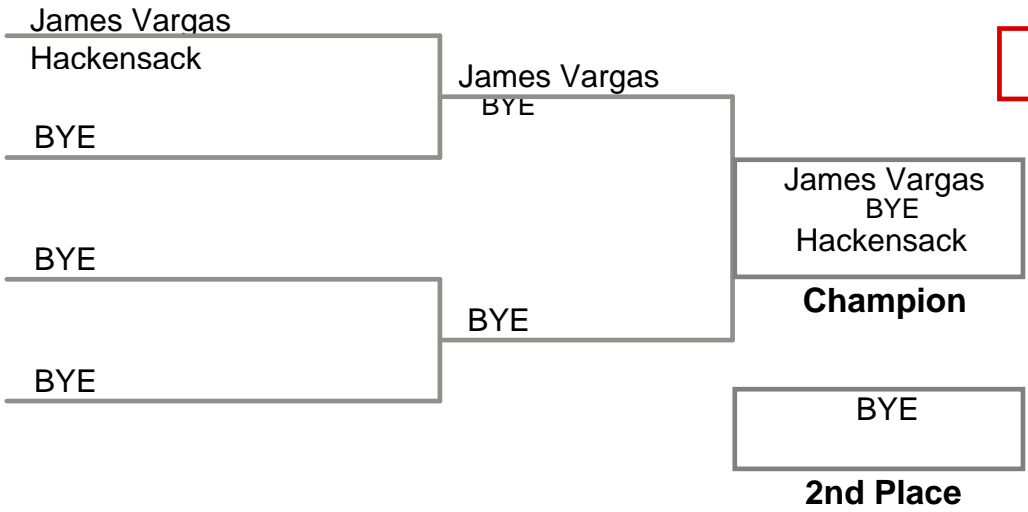 James Vargas
Hackensack
BYE
BYE
BYE
James Vargas
BYE
BYE
James Vargas
BYE
Hackensack
Champion
BYE
2nd Place